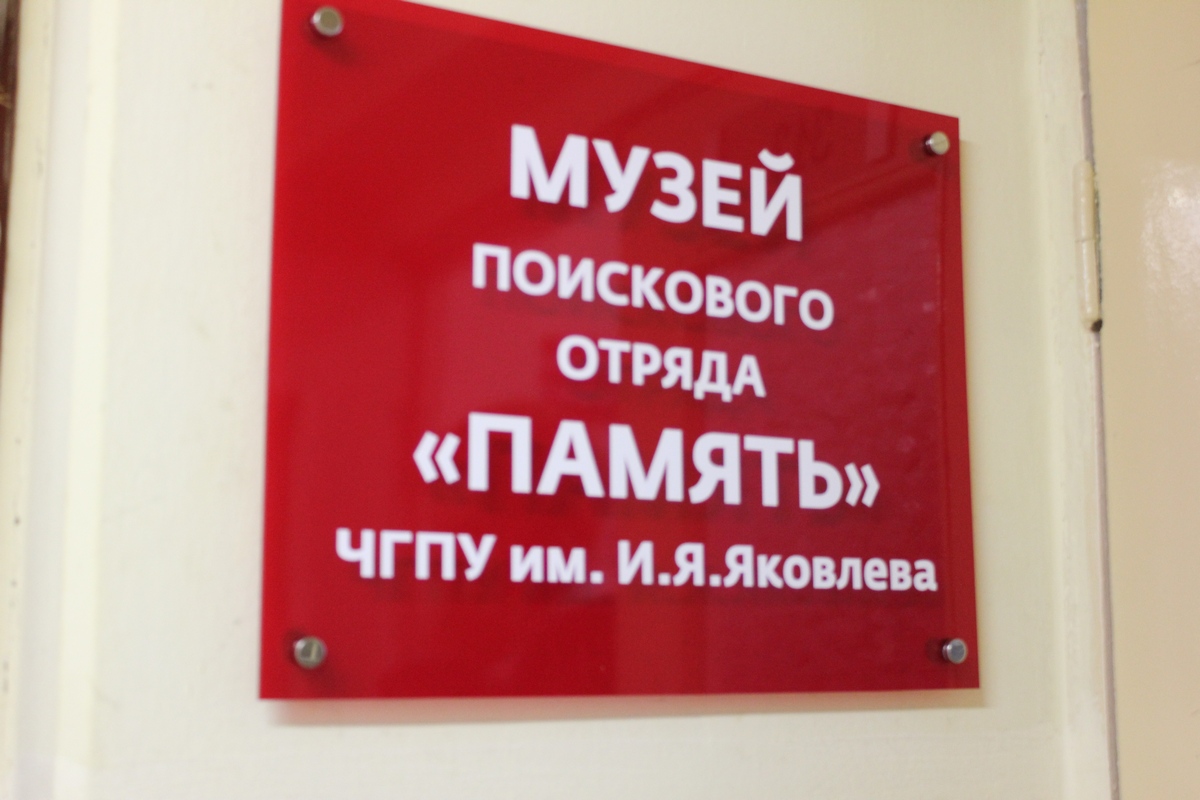 МУЗЕЙ
ПОИСКОВОГО
ОТРЯДА
«ПАМЯТЬ»
ЧГПУ им. И.Я.Яковлева